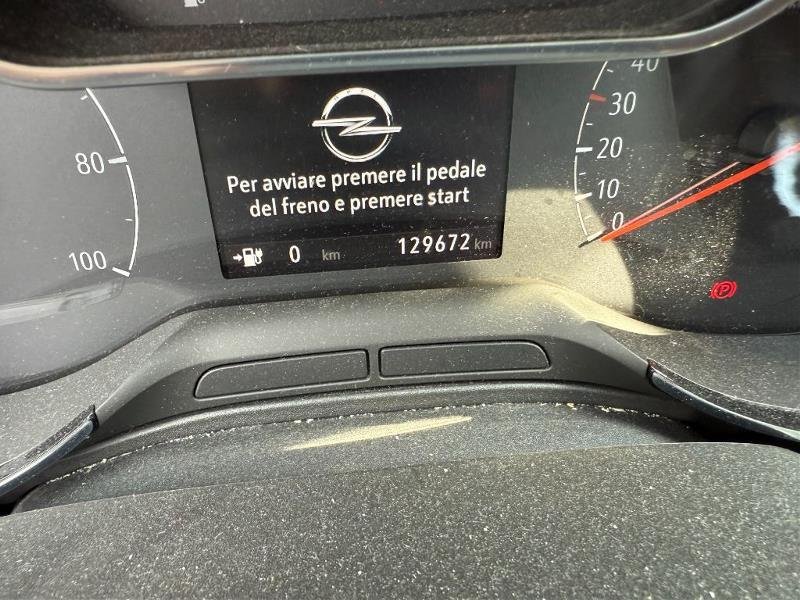 40
30
80
20
Per avviare premere il pedale
del freno e premere start
10
0
100
0 km
129672 km
P